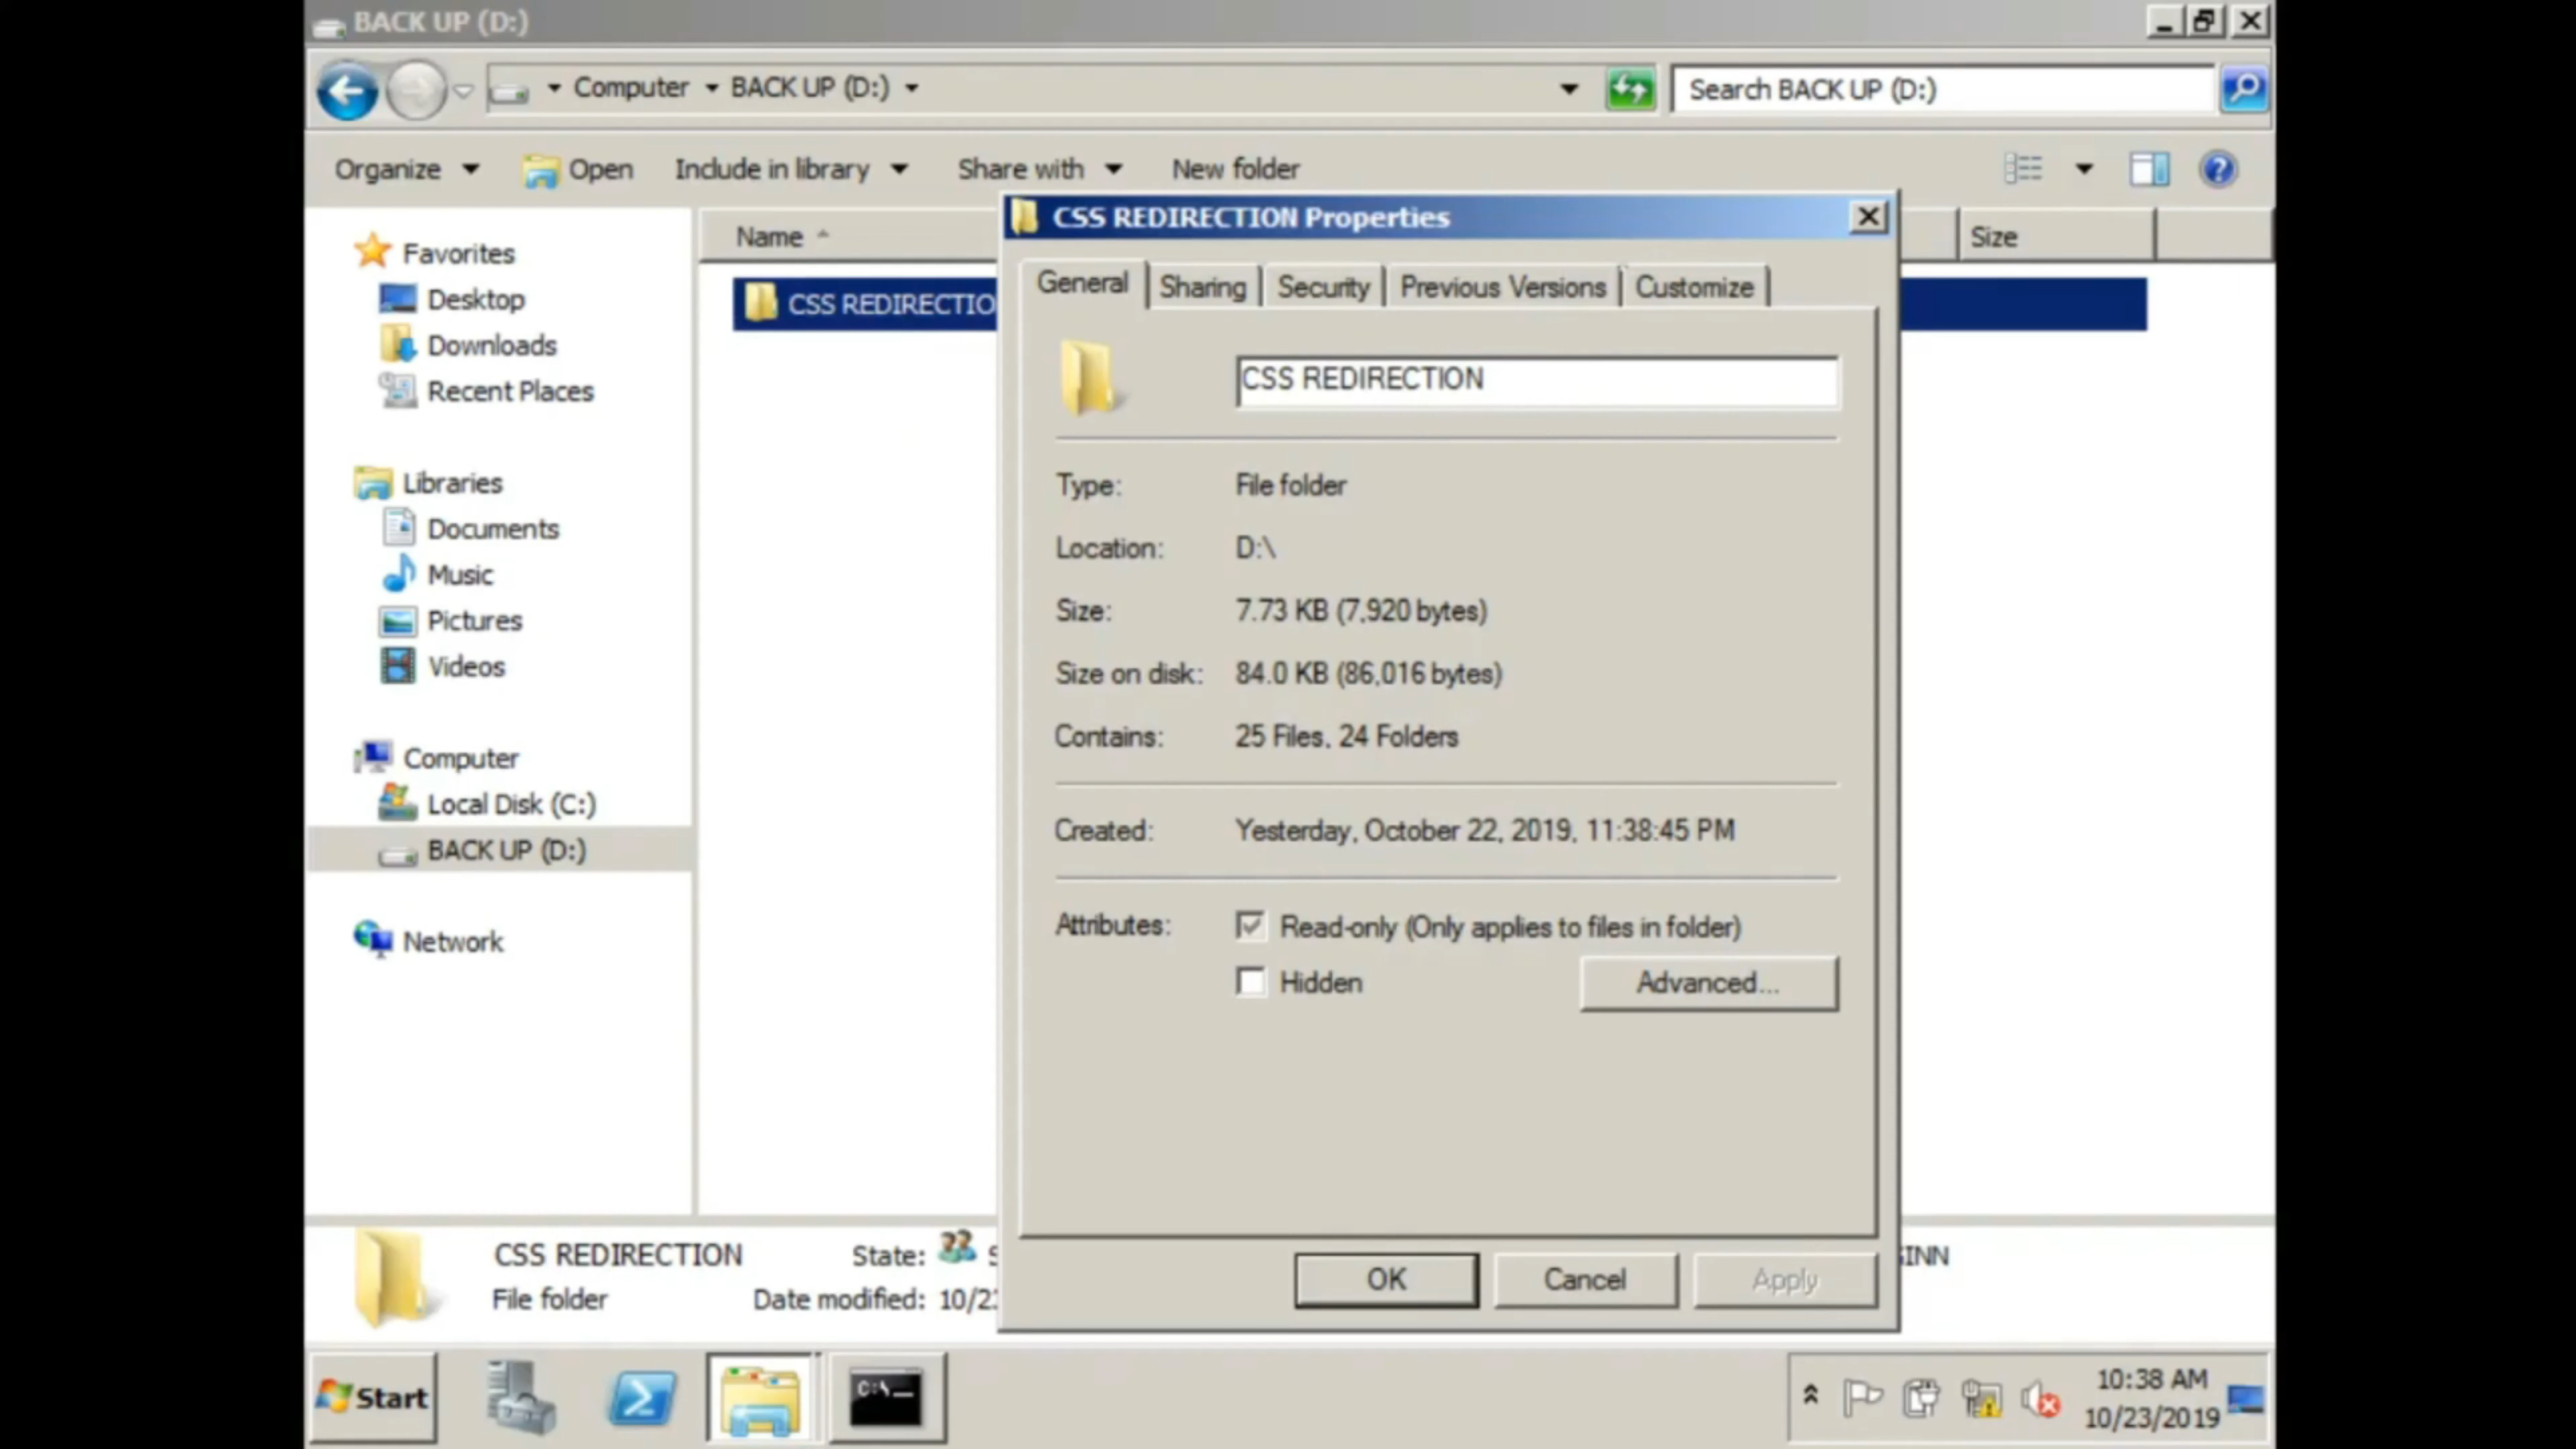 BACK UP (D:)
Computer BACK UP (D:)
Search BACK UP (D:)
Organize Open Include in library Share with New folder
CSS REDIRECTION Properties
Name
Size
General Sharing Security Previous Versions Customize
Favorites
Desktop
Downloads
Recent Places
Libraries
Documents
Music
Pictures
Videos
Computer
Local Disk (C:)
BACK UP (D:)
Network
CSS REDIRECTIO
CSS REDIRECTION
Type: File folder
Location: D:\
Size: 7.73 KB (7,920 bytes)
Size on disk: 84.0 KB (86,016 bytes)
Contains: 25 Files, 24 Folders
Created: Yesterday, October 22, 2019, 11:38:45 PM
Attributes: Read-only (Only applies to files in folder)
Hidden Advanced...
OK Cancel Apply
CSS REDIRECTION State:
File folder Date modified: 10/2
INN
Start
C:\_
10:38 AM
10/23/2019